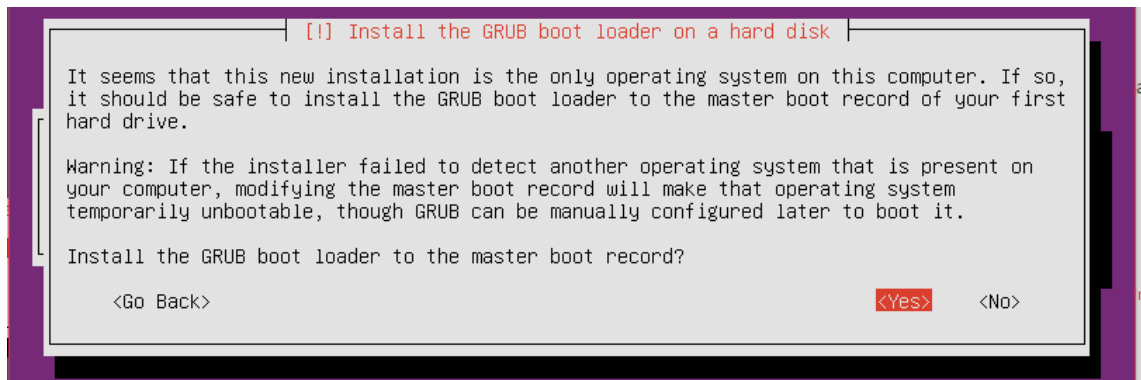 [!] Install the GRUB boot loader on a hard disk
It seems that this new installation is the only operating system on this computer. If so,
it should be safe to install the GRUB boot loader to the master boot record of your first
hard drive.
Warning: If the installer failed to detect another operating system that is present on
your computer, modifying the master boot record will make that operating system
temporarily unbootable, though GRUB can be manually configured later to boot it.
Install the GRUB boot loader to the master boot record?
<Go Back> <Yes> <No>